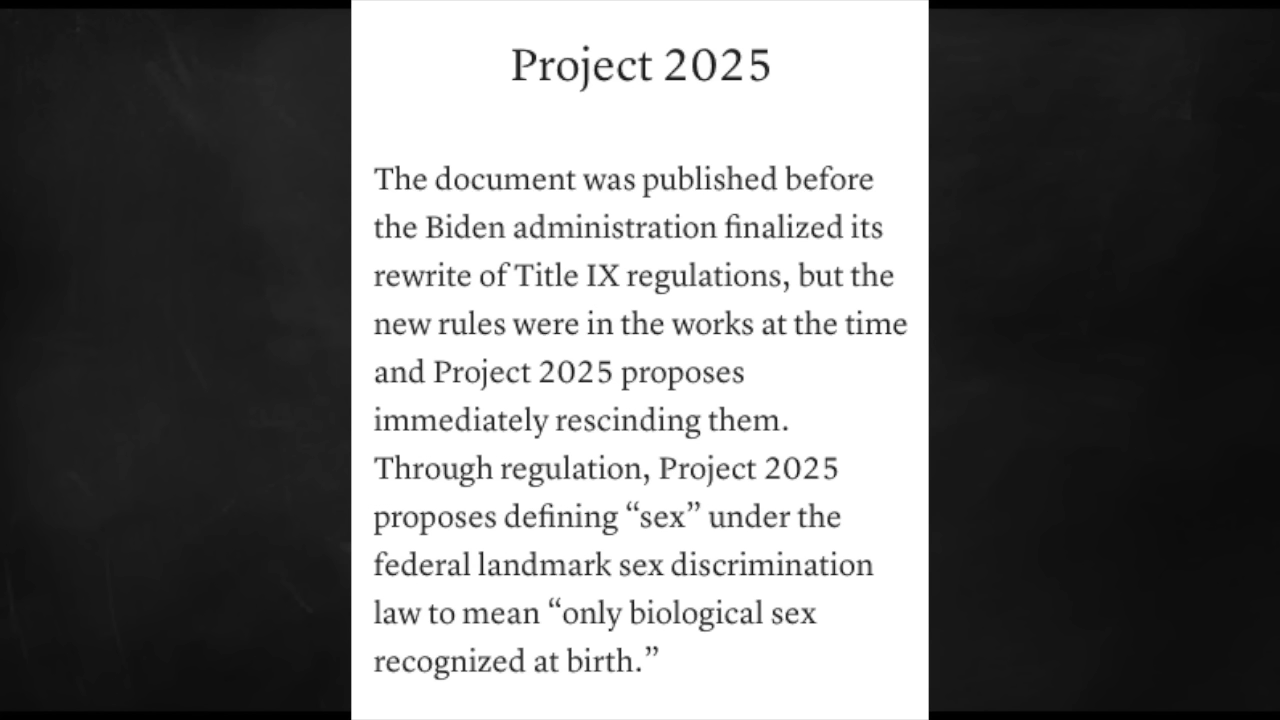 Project 2025
The document was published before
the Biden administration finalized its
rewrite of Title IX regulations, but the
new rules were in the works at the time
and Project 2025 proposes
immediately rescinding them.
Through regulation, Project 2025
proposes defining “sex” under the
federal landmark sex discrimination
law to mean “only biological sex
recognized at birth.”